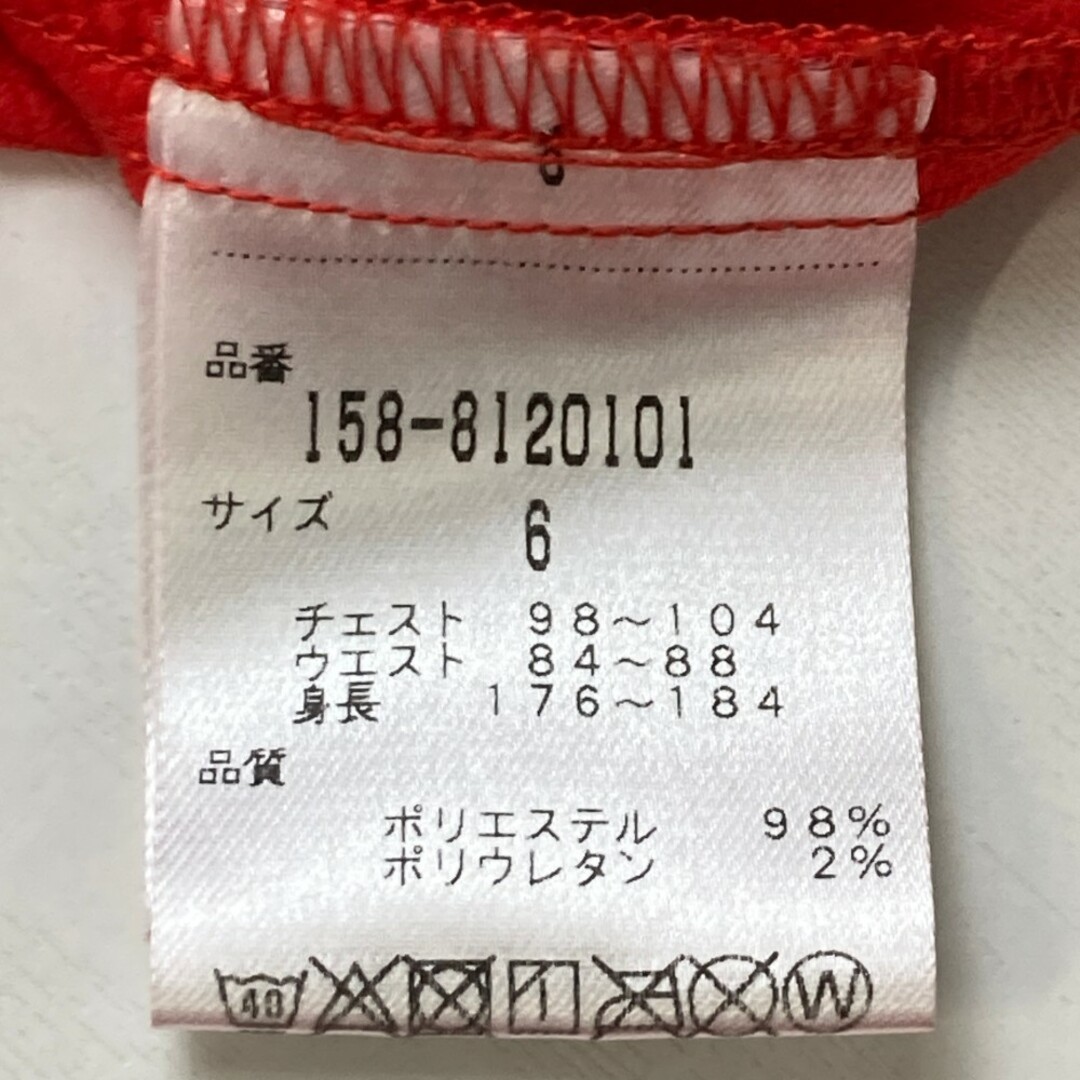 6
品番
158-8120101
サイズ
6
チェスト 98～104
ウエスト 84～88
身長 176～184
品質
ポリエステル 98%
ポリウレタン 2%
40 W